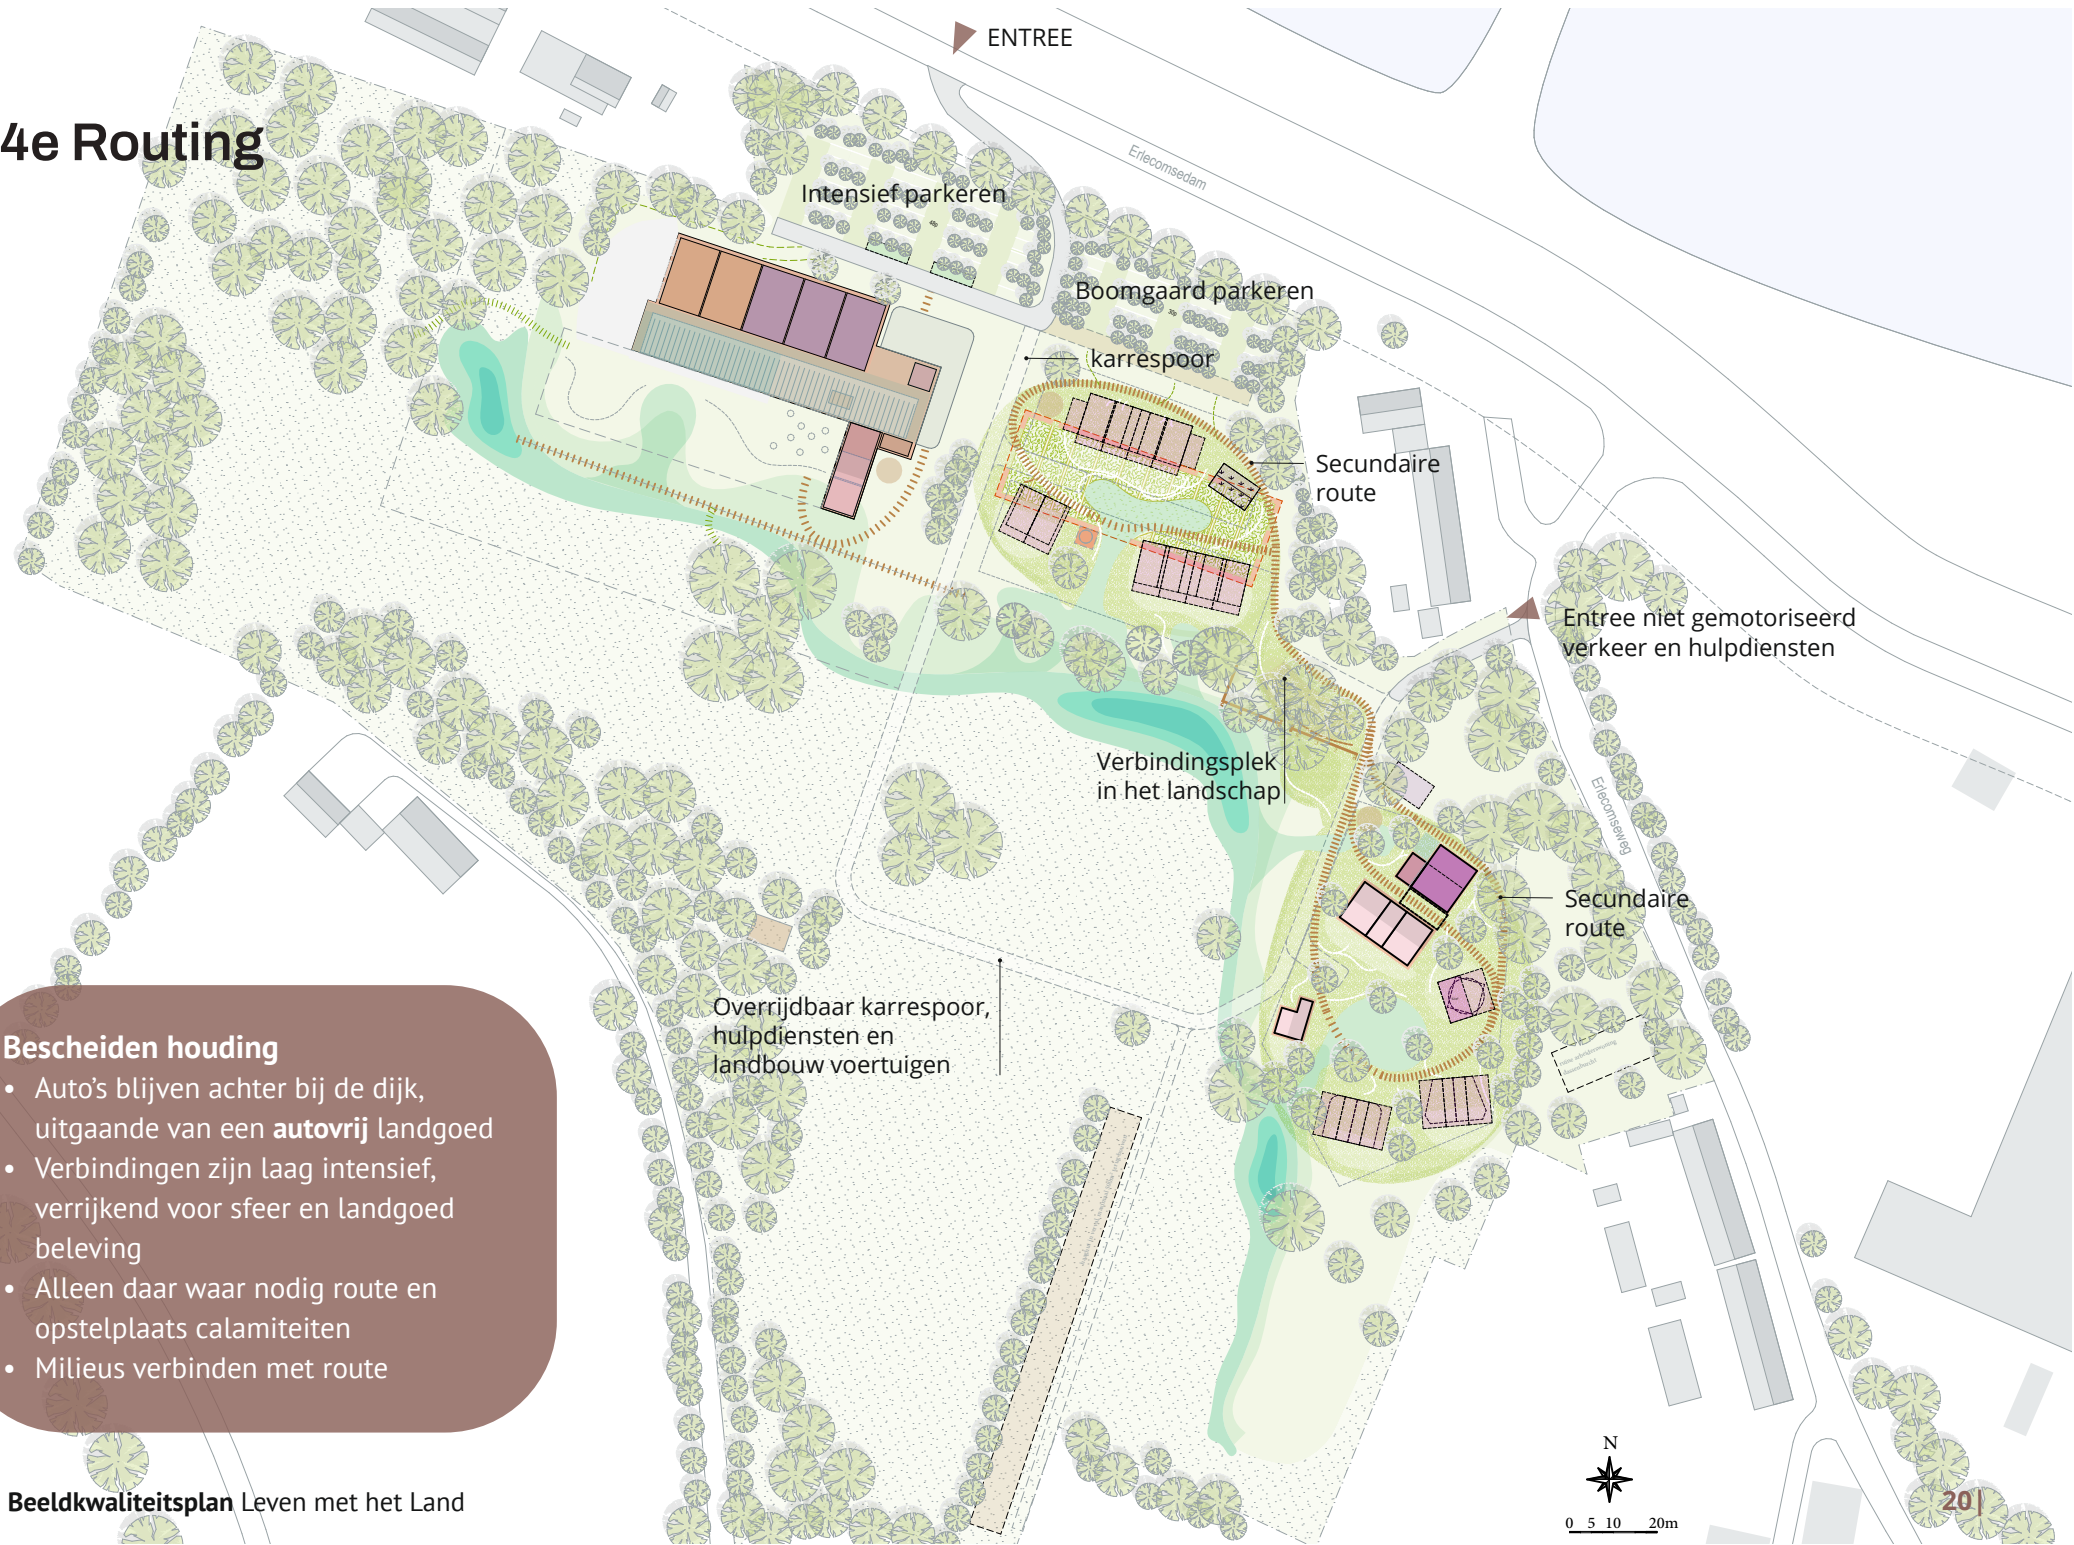 ENTREE
4e Routing
Erlecomsedam
Intensief parkeren
Boomgaard parkeren
karrespoor
Secundaire
route
Entree niet gemotoriseerd
verkeer en hulpdiensten
Verbindingsplek
in het landschap
Erlecomseweg
Secundaire
route
Overrijdbaar karrespoor,
hulpdiensten en
landbouw voertuigen
Bescheiden houding
• Auto’s blijven achter bij de dijk,
uitgaande van een autovrij landgoed
• Verbindingen zijn laag intensief,
verrijkend voor sfeer en landgoed
beleving
• Alleen daar waar nodig route en
opstelplaats calamiteiten
• Milieus verbinden met route
N
0 5 10 20m
Beeldkwaliteitsplan Leven met het Land
20|